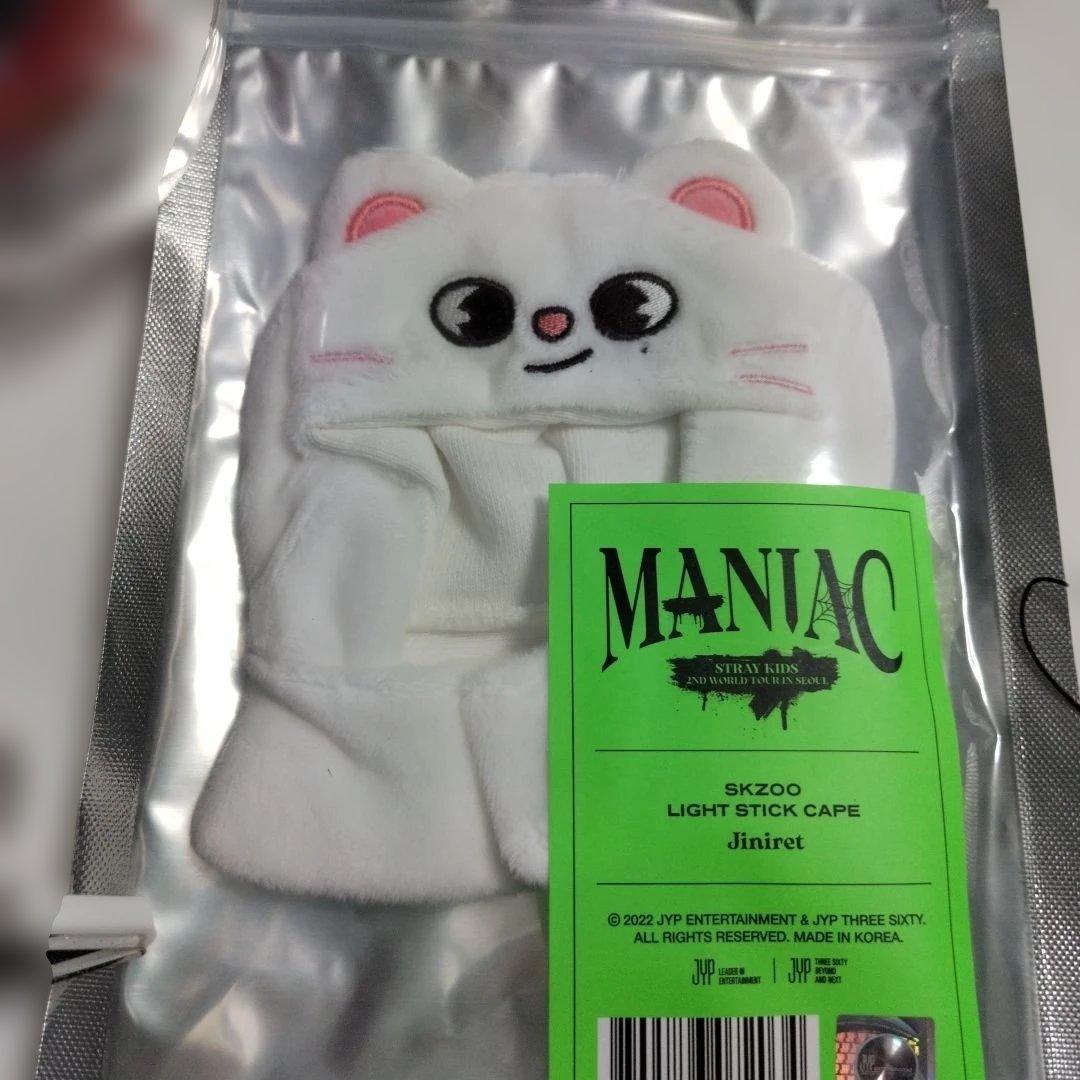 MANIAC
STRAY KIDS
2ND WORLD TOUR IN SEOUL
SKZOO
LIGHT STICK CAPE
Jiniret
© 2022 JYP ENTERTAINMENT & JYP THREE SIXTY.
ALL RIGHTS RESERVED. MADE IN KOREA.
JYP LEADER IN ENTERTAINMENT | JYP THREE SIXTY BEYOND AND NEXT
JYP